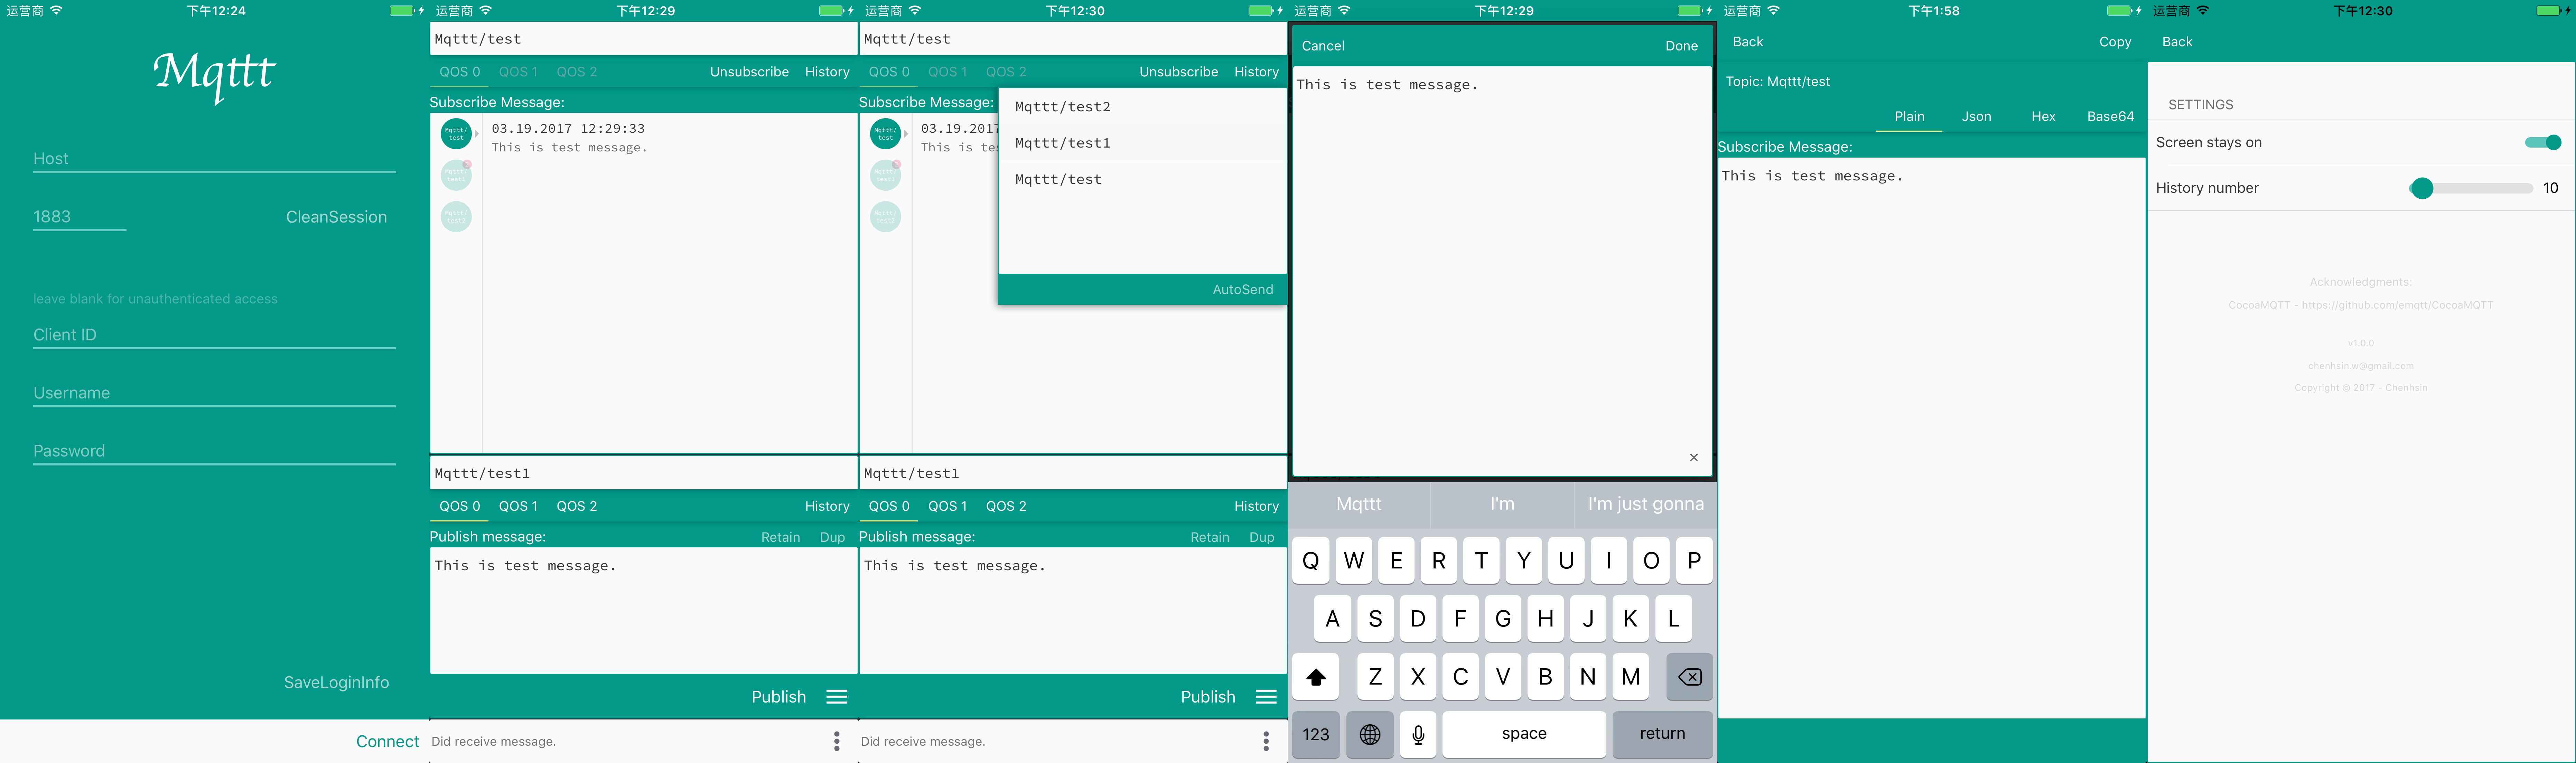 运营商 下午12:24
Mqttt
Host
1883 CleanSession
leave blank for unauthenticated access
Client ID
Username
Password
SaveLoginInfo
Connect
运营商 下午12:29
Mqttt/test
QOS 0 QOS 1 QOS 2 Unsubscribe History
Subscribe Message:
Mqttt/
test
03.19.2017 12:29:33
This is test message.
Mqttt/
test1
Mqttt/
test2
Mqttt/test1
QOS 0 QOS 1 QOS 2 History
Publish message: Retain Dup
This is test message.
Publish
Did receive message.
运营商 下午12:30
Mqttt/test
QOS 0 QOS 1 QOS 2 Unsubscribe History
Subscribe Message:
Mqttt/
test
03.19.2017
This is tes
Mqttt/
test1
Mqttt/
test2
Mqttt/test2
Mqttt/test1
Mqttt/test
AutoSend
Mqttt/test1
QOS 0 QOS 1 QOS 2 History
Publish message: Retain Dup
This is test message.
Publish
Did receive message.
运营商 下午12:29
Cancel Done
This is test message.
Mqttt I'm I'm just gonna
Q W E R T Y U I O P
A S D F G H J K L
Z X C V B N M
123 space return
运营商 下午1:58
Back Copy
Topic: Mqttt/test
Plain Json Hex Base64
Subscribe Message:
This is test message.
运营商 下午12:30
Back
SETTINGS
Screen stays on
History number 10
Acknowledgments:
CocoaMQTT - https://github.com/emqtt/CocoaMQTT
v1.0.0
chenhsin.w@gmail.com
Copyright © 2017 - Chenhsin